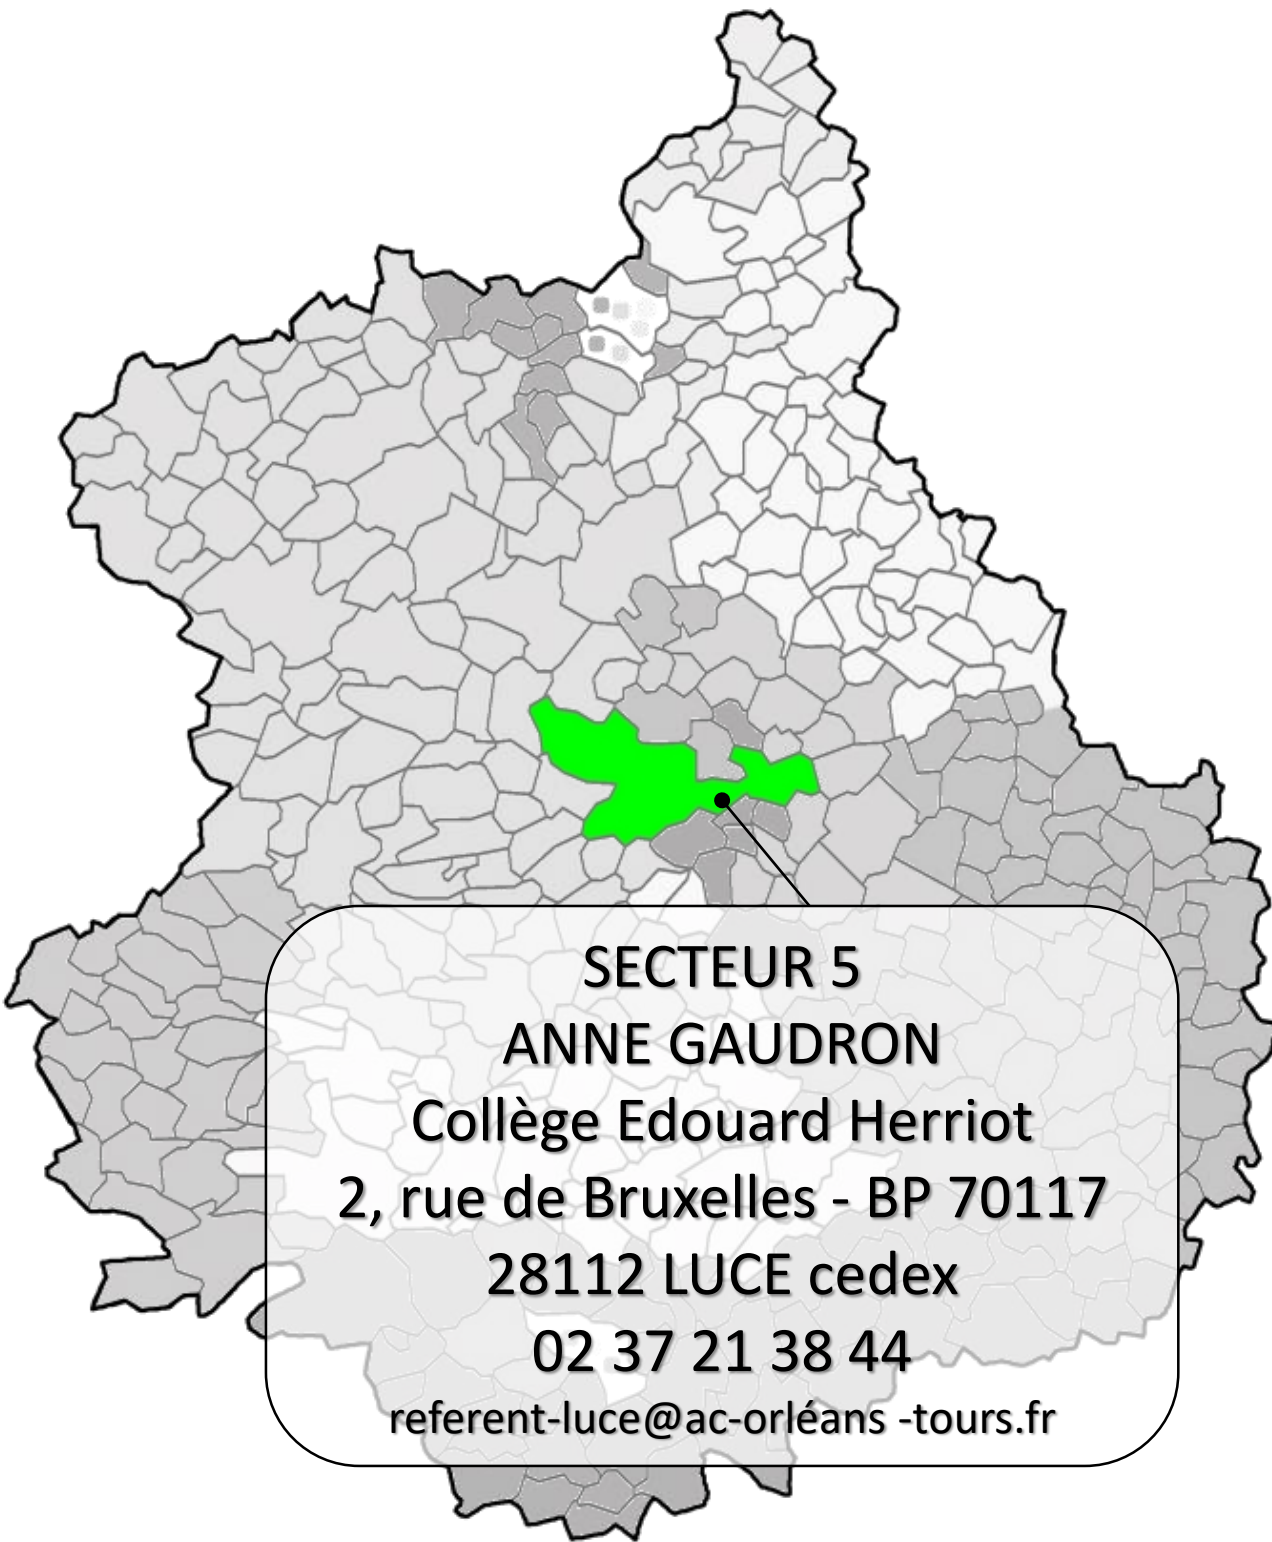 SECTEUR 5
ANNE GAUDRON
Collège Edouard Herriot
2, rue de Bruxelles - BP 70117
28112 LUCE cedex
02 37 21 38 44
referent-luce@ac-orléans -tours.fr